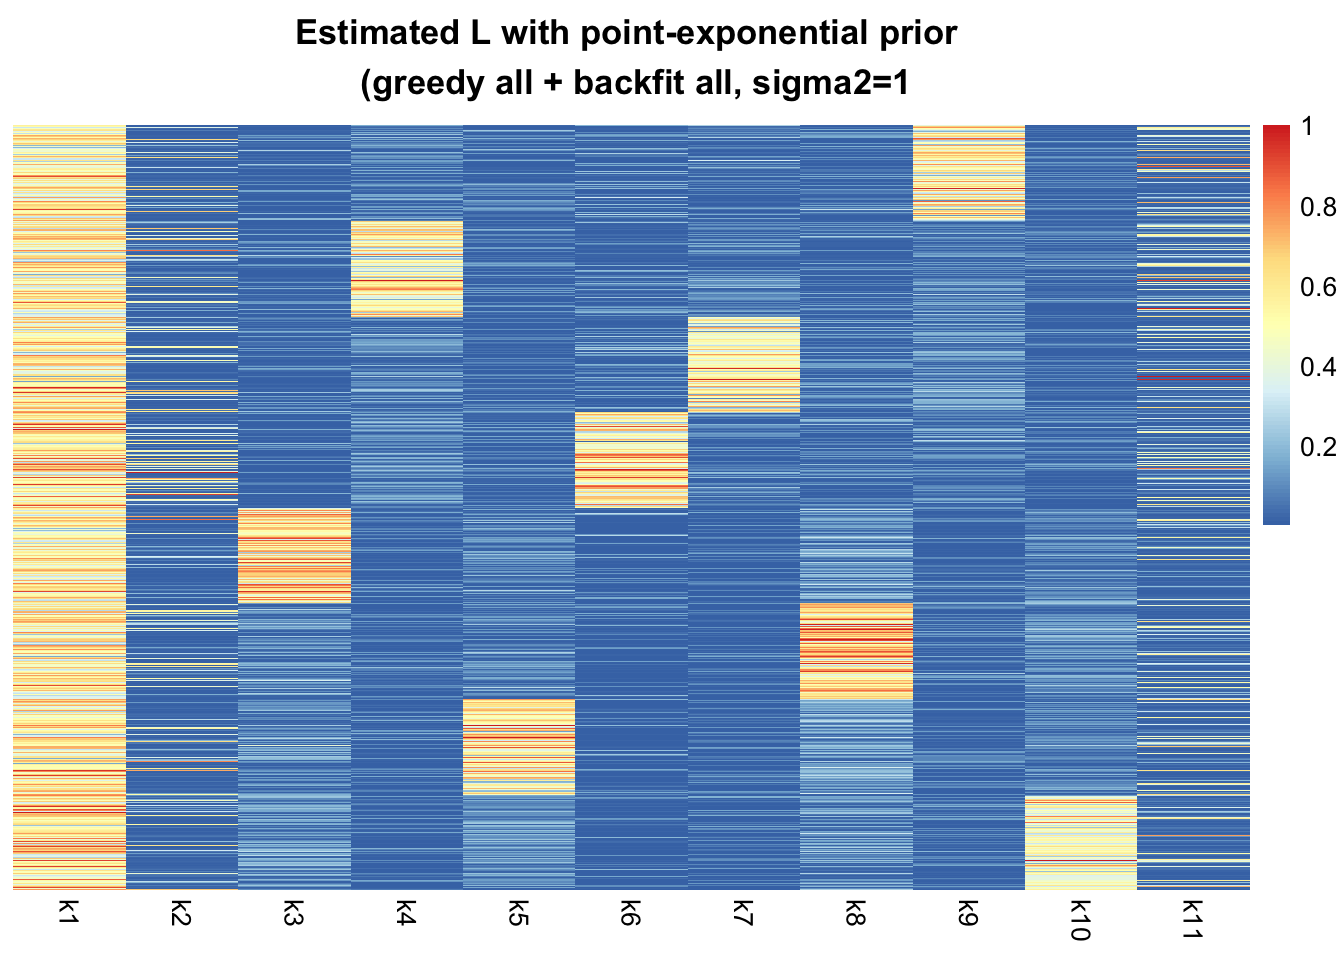 Estimated L with point-exponential prior
(greedy all + backfit all, sigma2=1
1
0.8
0.6
0.4
0.2
k1
k2
k3
k4
k5
k6
k7
k8
k9
k10
k11